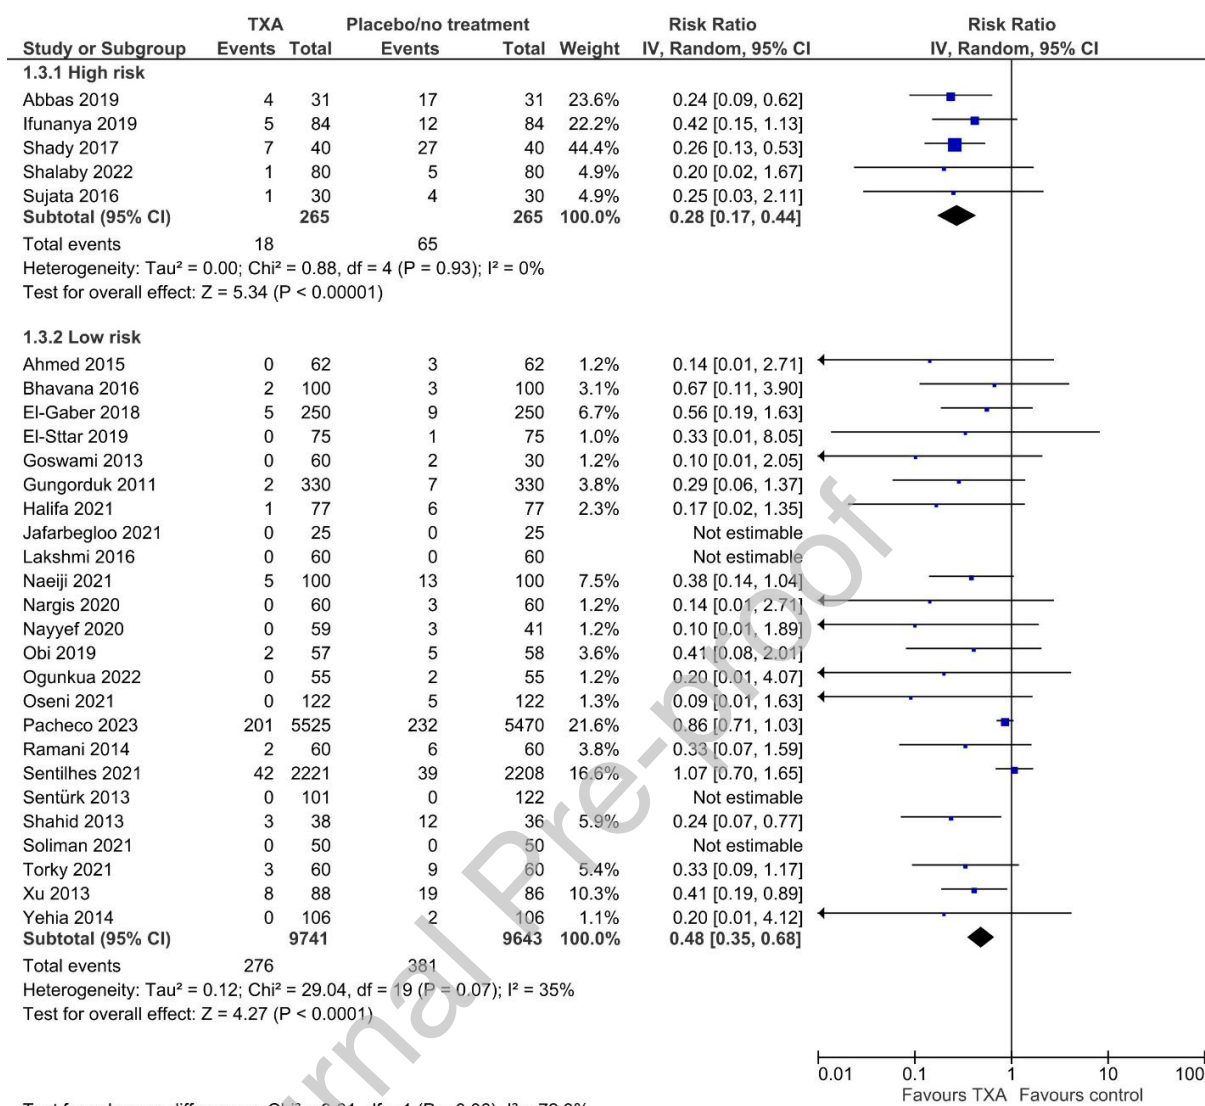 TXA Placebo/no treatment Risk Ratio Risk Ratio
Study or Subgroup Events Total Events Total Weight IV, Random, 95% CI IV, Random, 95% CI
1.3.1 High risk
Abbas 2019 4 31 17 31 23.6% 0.24 [0.09, 0.62]
Ifunanya 2019 5 84 12 84 22.2% 0.42 [0.15, 1.13]
Shady 2017 7 40 27 40 44.4% 0.26 [0.13, 0.53]
Shalaby 2022 1 80 5 80 4.9% 0.20 [0.02, 1.67]
Sujata 2016 1 30 4 30 4.9% 0.25 [0.03, 2.11]
Subtotal (95% CI) 265 265 100.0% 0.28 [0.17, 0.44]
Total events 18 65
Heterogeneity: Tau² = 0.00; Chi² = 0.88, df = 4 (P = 0.93); I² = 0%
Test for overall effect: Z = 5.34 (P < 0.00001)
1.3.2 Low risk
Ahmed 2015 0 62 3 62 1.2% 0.14 [0.01, 2.71]
Bhavana 2016 2 100 3 100 3.1% 0.67 [0.11, 3.90]
El-Gaber 2018 5 250 9 250 6.7% 0.56 [0.19, 1.63]
El-Sttar 2019 0 75 1 75 1.0% 0.33 [0.01, 8.05]
Goswami 2013 0 60 2 30 1.2% 0.10 [0.01, 2.05]
Gungorduk 2011 2 330 7 330 3.8% 0.29 [0.06, 1.37]
Halifa 2021 1 77 6 77 2.3% 0.17 [0.02, 1.35]
Jafarbegloo 2021 0 25 0 25 Not estimable
Lakshmi 2016 0 60 0 60 Not estimable
Naeiji 2021 5 100 13 100 7.5% 0.38 [0.14, 1.04]
Nargis 2020 0 60 3 60 1.2% 0.14 [0.01, 2.71]
Nayyef 2020 0 59 3 41 1.2% 0.10 [0.01, 1.89]
Obi 2019 2 57 5 58 3.6% 0.41 [0.08, 2.01]
Ogunkua 2022 0 55 2 55 1.2% 0.20 [0.01, 4.07]
Oseni 2021 0 122 5 122 1.3% 0.09 [0.01, 1.63]
Pacheco 2023 201 5525 232 5470 21.6% 0.86 [0.71, 1.03]
Ramani 2014 2 60 6 60 3.8% 0.33 [0.07, 1.59]
Sentilhes 2021 42 2221 39 2208 16.6% 1.07 [0.70, 1.65]
Sentürk 2013 0 101 0 122 Not estimable
Shahid 2013 3 38 12 36 5.9% 0.24 [0.07, 0.77]
Soliman 2021 0 50 0 50 Not estimable
Torky 2021 3 60 9 60 5.4% 0.33 [0.09, 1.17]
Xu 2013 8 88 19 86 10.3% 0.41 [0.19, 0.89]
Yehia 2014 0 106 2 106 1.1% 0.20 [0.01, 4.12]
Subtotal (95% CI) 9741 9643 100.0% 0.48 [0.35, 0.68]
Total events 276 381
Heterogeneity: Tau² = 0.12; Chi² = 29.04, df = 19 (P = 0.07); I² = 35%
Test for overall effect: Z = 4.27 (P < 0.0001)
0.01 0.1 1 10 100
Favours TXA Favours control
Pre-proof